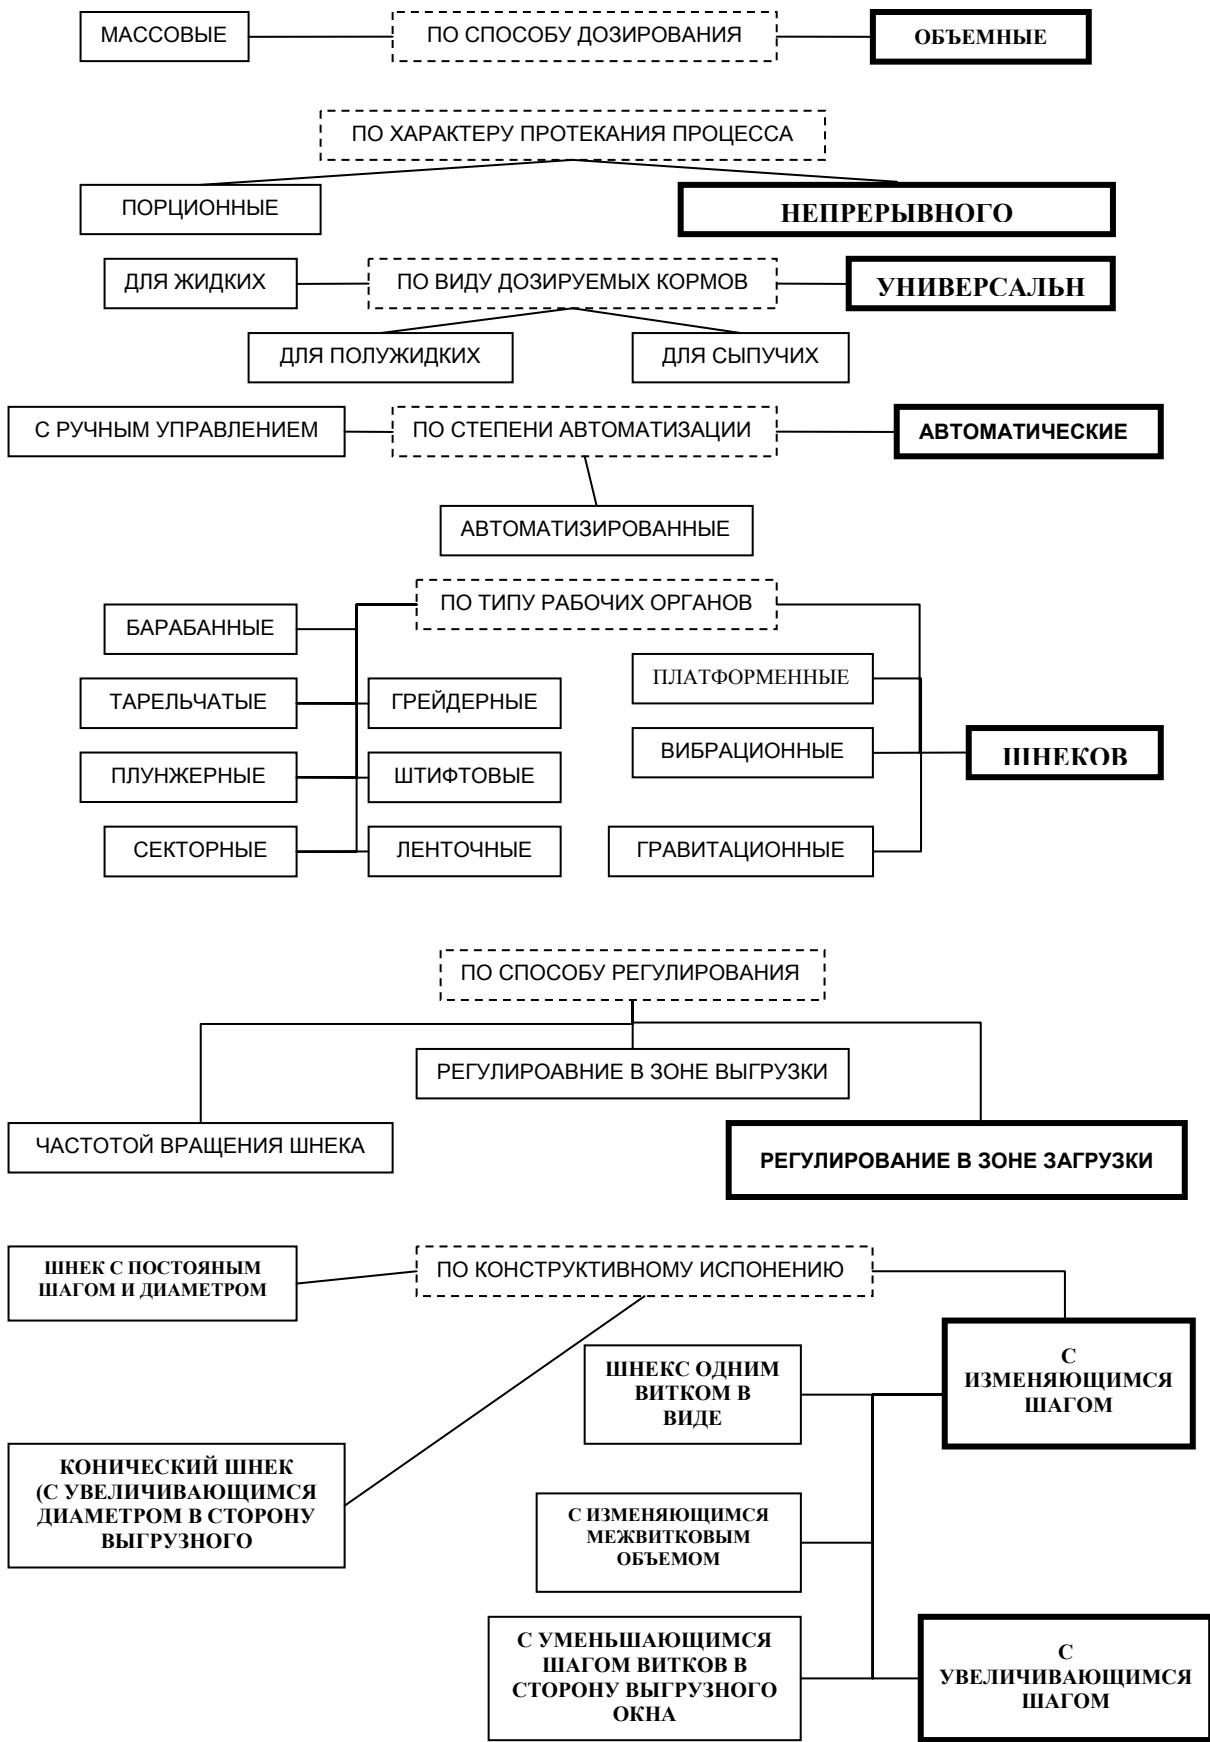 МАССОВЫЕ
ПО СПОСОБУ ДОЗИРОВАНИЯ
ОБЪЕМНЫЕ
ПО ХАРАКТЕРУ ПРОТЕКАНИЯ ПРОЦЕССА
ПОРЦИОННЫЕ
НЕПРЕРЫВНОГО
ДЛЯ ЖИДКИХ
ПО ВИДУ ДОЗИРУЕМЫХ КОРМОВ
УНИВЕРСАЛЬН
ДЛЯ ПОЛУЖИДКИХ
ДЛЯ СЫПУЧИХ
С РУЧНЫМ УПРАВЛЕНИЕМ
ПО СТЕПЕНИ АВТОМАТИЗАЦИИ
АВТОМАТИЧЕСКИЕ
АВТОМАТИЗИРОВАННЫЕ
ПО ТИПУ РАБОЧИХ ОРГАНОВ
БАРАБАННЫЕ
ПЛАТФОРМЕННЫЕ
ТАРЕЛЬЧАТЫЕ
ГРЕЙДЕРНЫЕ
ВИБРАЦИОННЫЕ
ШНЕКОВ
ПЛУНЖЕРНЫЕ
ШТИФТОВЫЕ
СЕКТОРНЫЕ
ЛЕНТОЧНЫЕ
ГРАВИТАЦИОННЫЕ
ПО СПОСОБУ РЕГУЛИРОВАНИЯ
РЕГУЛИРОАВНИЕ В ЗОНЕ ВЫГРУЗКИ
ЧАСТОТОЙ ВРАЩЕНИЯ ШНЕКА
РЕГУЛИРОВАНИЕ В ЗОНЕ ЗАГРУЗКИ
ШНЕК С ПОСТОЯНЫМ
ШАГОМ И ДИАМЕТРОМ
ПО КОНСТРУКТИВНОМУ ИСПОНЕНИЮ
С
ИЗМЕНЯЮЩИМСЯ
ШАГОМ
ШНЕКС ОДНИМ
ВИТКОМ В
ВИДЕ
КОНИЧЕСКИЙ ШНЕК
(С УВЕЛИЧИВАЮЩИМСЯ
ДИАМЕТРОМ В СТОРОНУ
ВЫГРУЗНОГО
С ИЗМЕНЯЮЩИМСЯ
МЕЖВИТКОВЫМ
ОБЪЕМОМ
С УМЕНЬШАЮЩИМСЯ
ШАГОМ ВИТКОВ В
СТОРОНУ ВЫГРУЗНОГО
ОКНА
С
УВЕЛИЧИВАЮЩИМСЯ
ШАГОМ